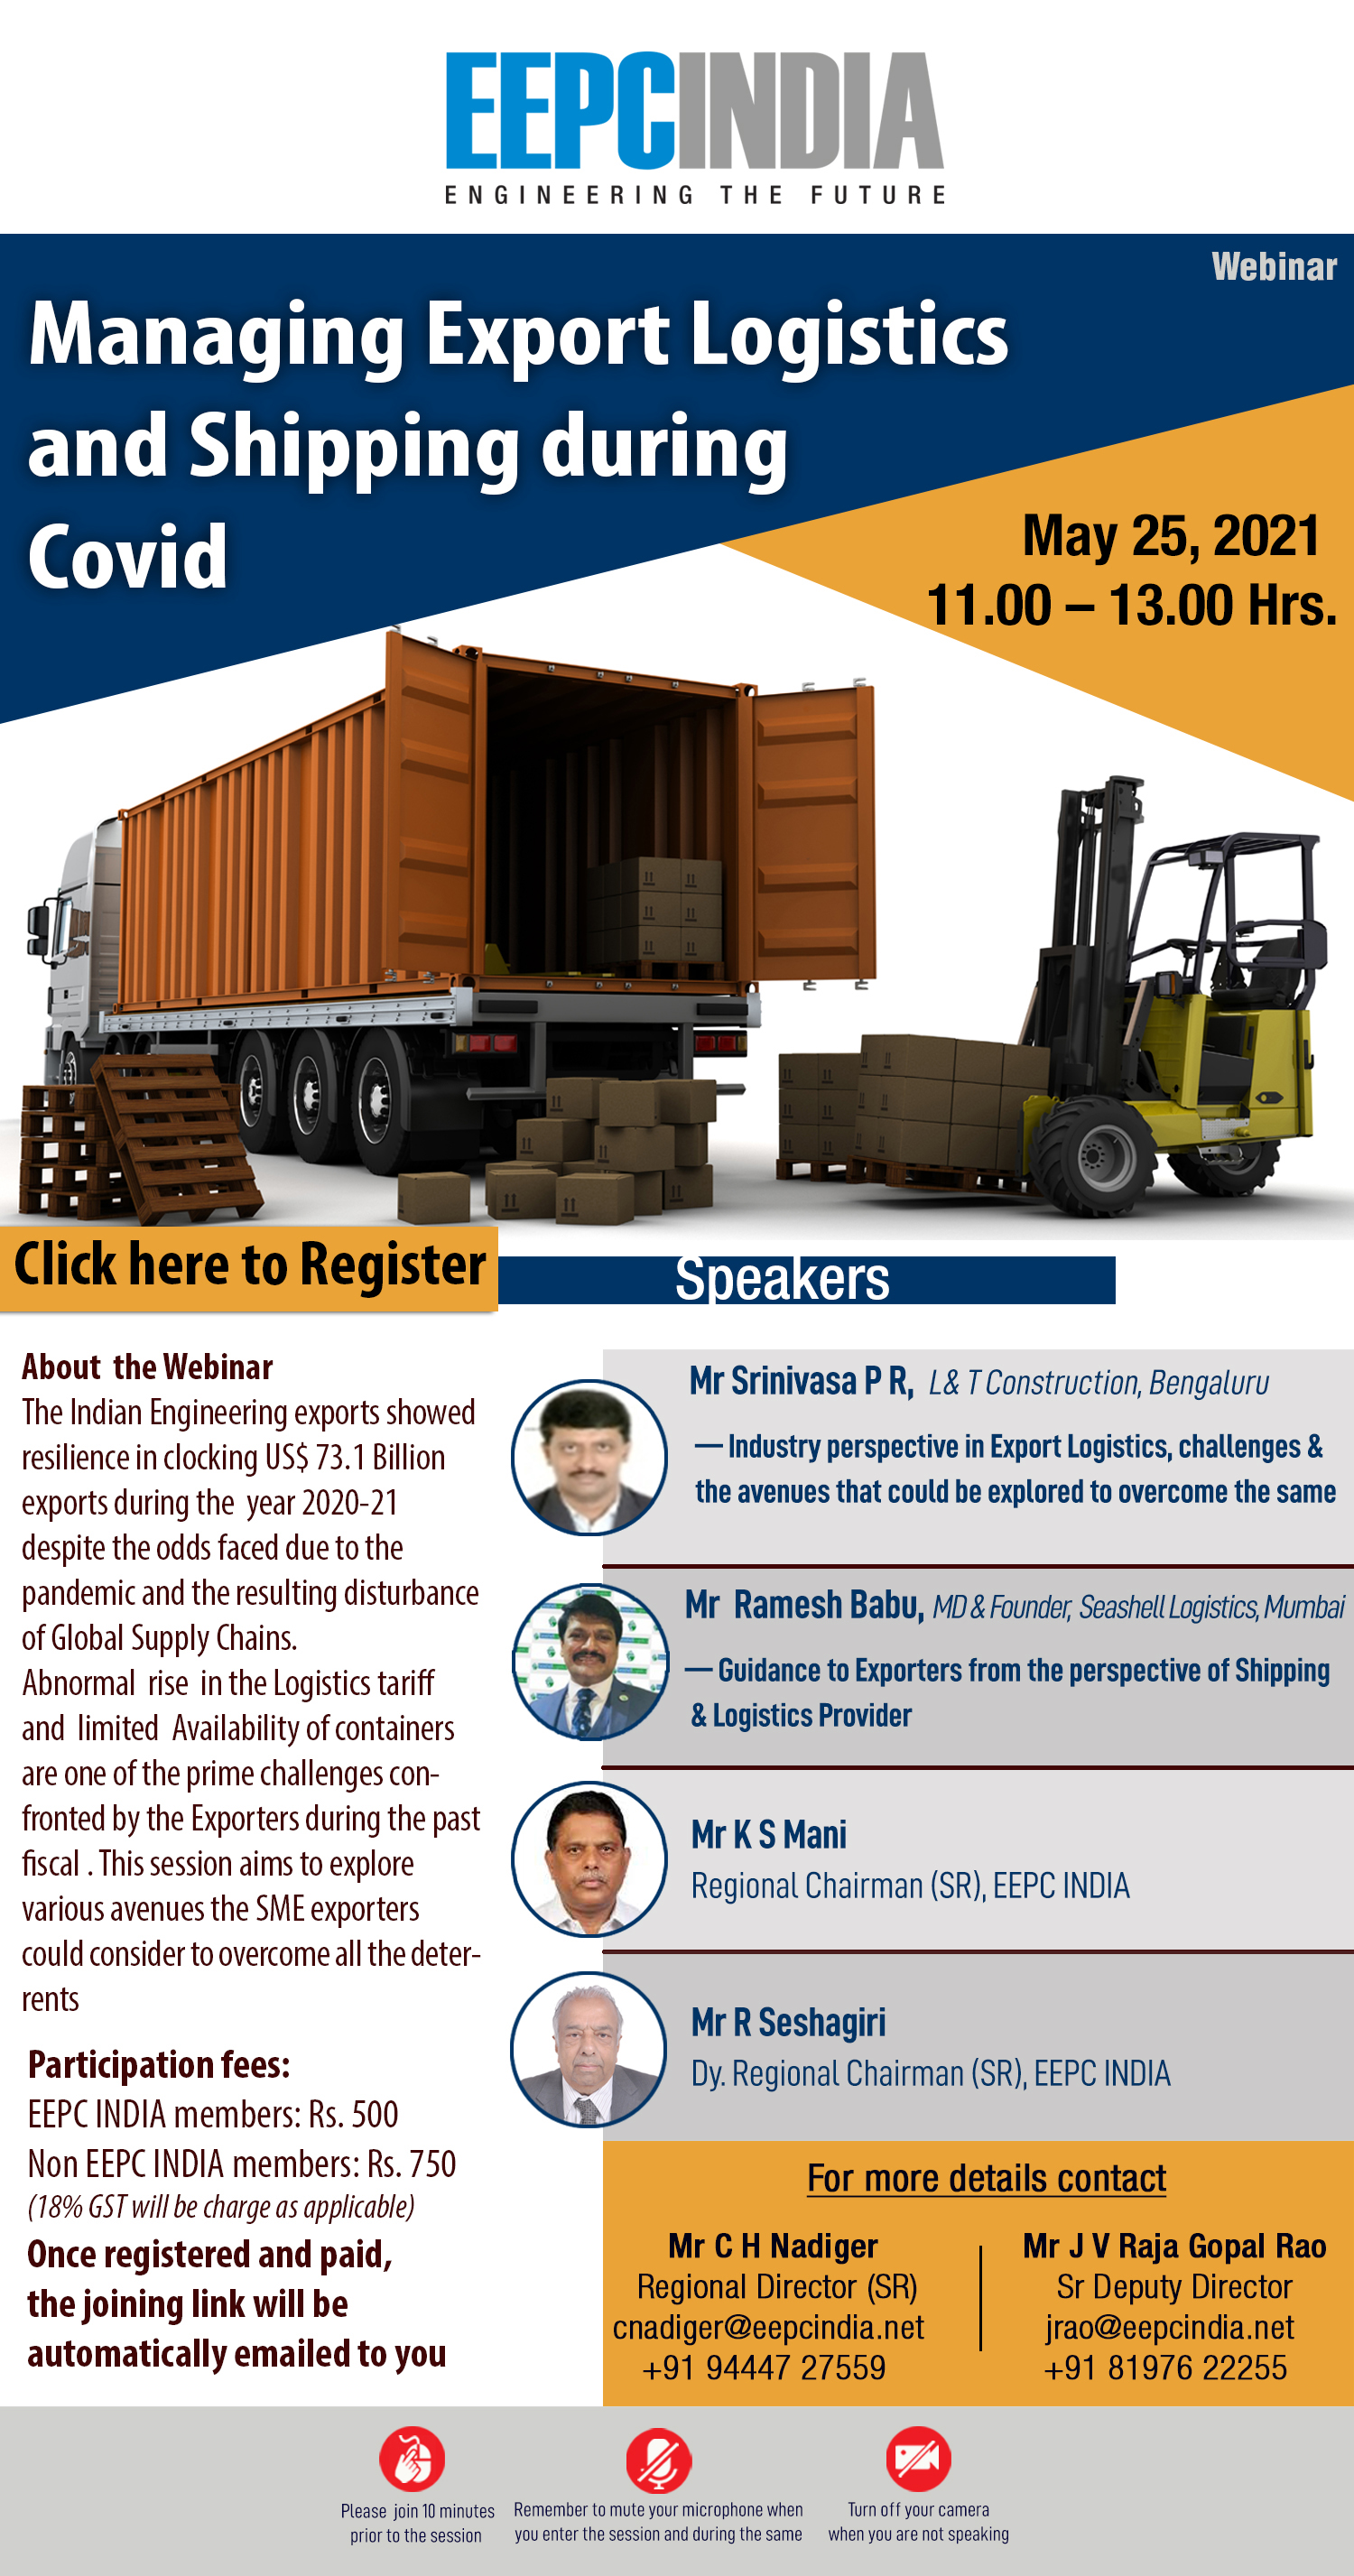 EEPCINDIA
ENGINEERING THE FUTURE
Webinar
Managing Export Logistics
and Shipping during
Covid
May 25, 2021
11.00 – 13.00 Hrs.
Click here to Register
Speakers
About the Webinar
The Indian Engineering exports showed
resilience in clocking US$ 73.1 Billion
exports during the year 2020-21
despite the odds faced due to the
pandemic and the resulting disturbance
of Global Supply Chains.
Abnormal rise in the Logistics tariff
and limited Availability of containers
are one of the prime challenges con-
fronted by the Exporters during the past
fiscal . This session aims to explore
various avenues the SME exporters
could consider to overcome all the deter-
rents
Participation fees:
EEPC INDIA members: Rs. 500
Non EEPC INDIA members: Rs. 750
(18% GST will be charge as applicable)
Once registered and paid,
the joining link will be
automatically emailed to you
Mr Srinivasa P R, L& T Construction, Bengaluru
— Industry perspective in Export Logistics, challenges &
the avenues that could be explored to overcome the same
Mr Ramesh Babu, MD & Founder, Seashell Logistics, Mumbai
— Guidance to Exporters from the perspective of Shipping
& Logistics Provider
Mr K S Mani
Regional Chairman (SR), EEPC INDIA
Mr R Seshagiri
Dy. Regional Chairman (SR), EEPC INDIA
For more details contact
Mr C H Nadiger
Regional Director (SR)
cnadiger@eepcindia.net
+91 94447 27559
Mr J V Raja Gopal Rao
Sr Deputy Director
jrao@eepcindia.net
+91 81976 22255
Please join 10 minutes
prior to the session
Remember to mute your microphone when
you enter the session and during the same
Turn off your camera
when you are not speaking